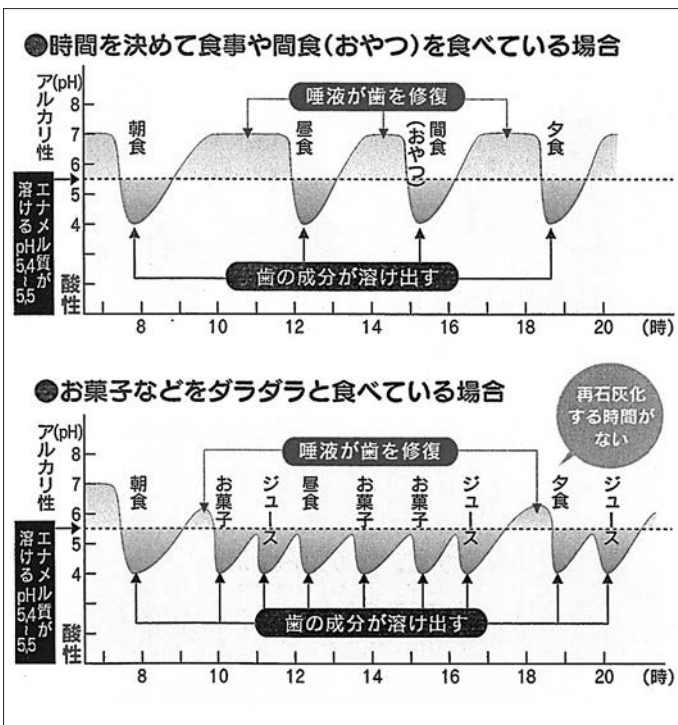 ●時間を決めて食事や間食(おやつ)を食べている場合
(pH)
アルカリ性
8
7
6
5
4
酸性
エナメル質が
溶けるpH5,4~5,5
唾液が歯を修復
朝食
昼食
間食
(おやつ)
夕食
歯の成分が溶け出す
8 10 12 14 16 18 20 (時)
●お菓子などをダラダラと食べている場合
再石灰化
する時間が
ない
(pH)
アルカリ性
8
7
6
5
4
酸性
エナメル質が
溶けるpH5,4~5,5
唾液が歯を修復
朝食
お菓子
ジュース
昼食
お菓子
お菓子
ジュース
夕食
ジュース
歯の成分が溶け出す
8 10 12 14 16 18 20 (時)